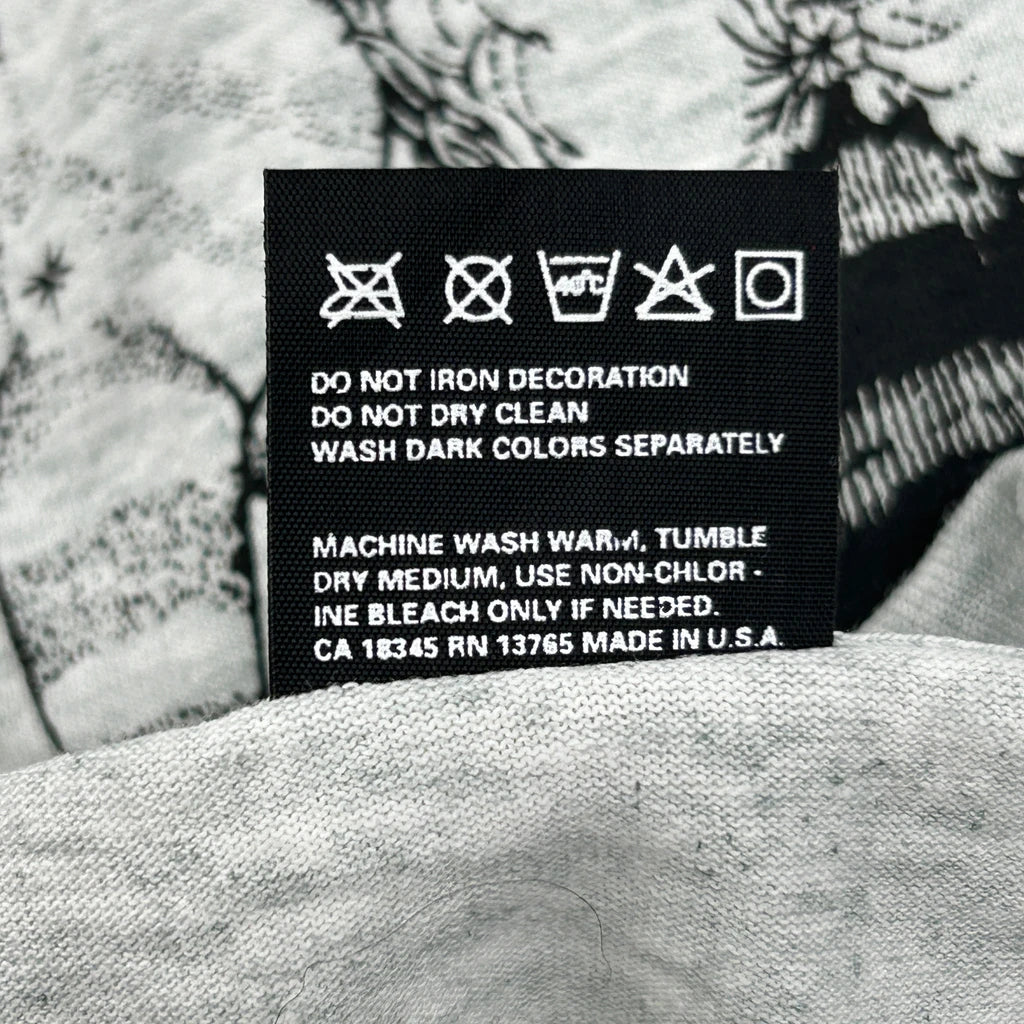 40°C
DO NOT IRON DECORATION
DO NOT DRY CLEAN
WASH DARK COLORS SEPARATELY
MACHINE WASH WARM, TUMBLE
DRY MEDIUM, USE NON-CHLOR -
INE BLEACH ONLY IF NEEDED.
CA 18345 RN 13765 MADE IN U.S.A.